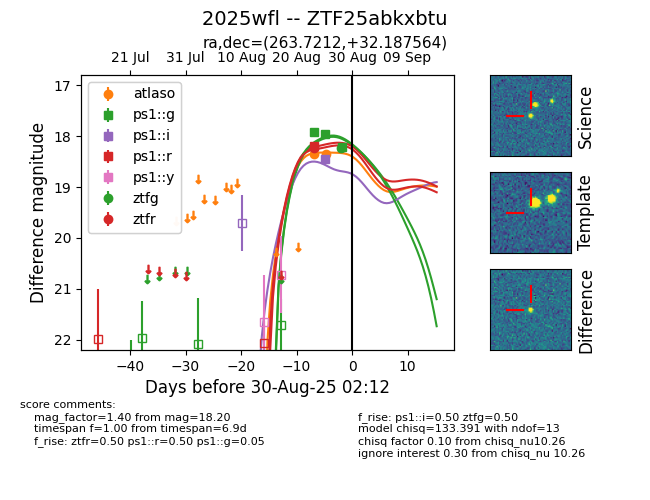 2025wfl -- ZTF25abkxbtu
ra,dec=(263.7212,+32.187564)
21 Jul 31 Jul 10 Aug 20 Aug 30 Aug 09 Sep
17
18
19
20
21
22
Difference magnitude
atlaso
ps1::g
ps1::i
ps1::r
ps1::y
ztfg
ztfr
−40 −30 −20 −10 0 10
Days before 30-Aug-25 02:12
Science
Template
Difference
score comments:
mag_factor=1.40 from mag=18.20
timespan f=1.00 from timespan=6.9d
f_rise: ztfr=0.50 ps1::r=0.50 ps1::g=0.05
f_rise: ps1::i=0.50 ztfg=0.50
model chisq=133.391 with ndof=13
chisq factor 0.10 from chisq_nu10.26
ignore interest 0.30 from chisq_nu 10.26